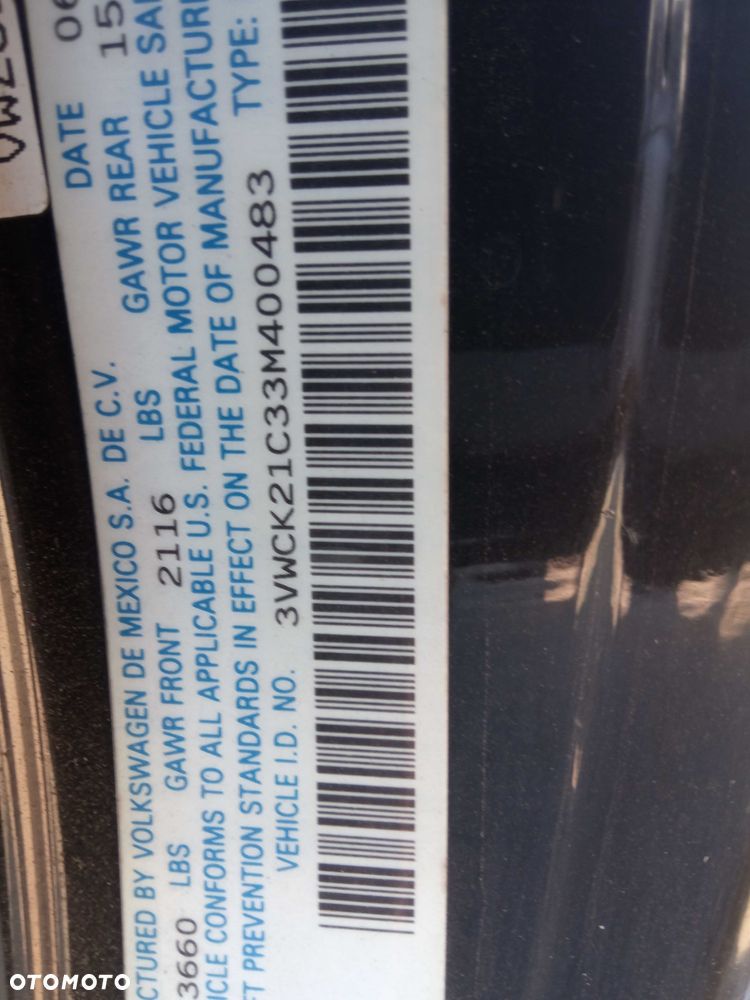 CTURED BY VOLKSWAGEN DE MEXICO S.A. DE C.V. DATE 06
3660 LBS GAWR FRONT 2116 LBS GAWR REAR 15
ICLE CONFORMS TO ALL APPLICABLE U.S. FEDERAL MOTOR VEHICLE SA
FT PREVENTION STANDARDS IN EFFECT ON THE DATE OF MANUFACTUR
VEHICLE I.D. NO. 3VWCK21C33M400483 TYPE:
OTOMOTO